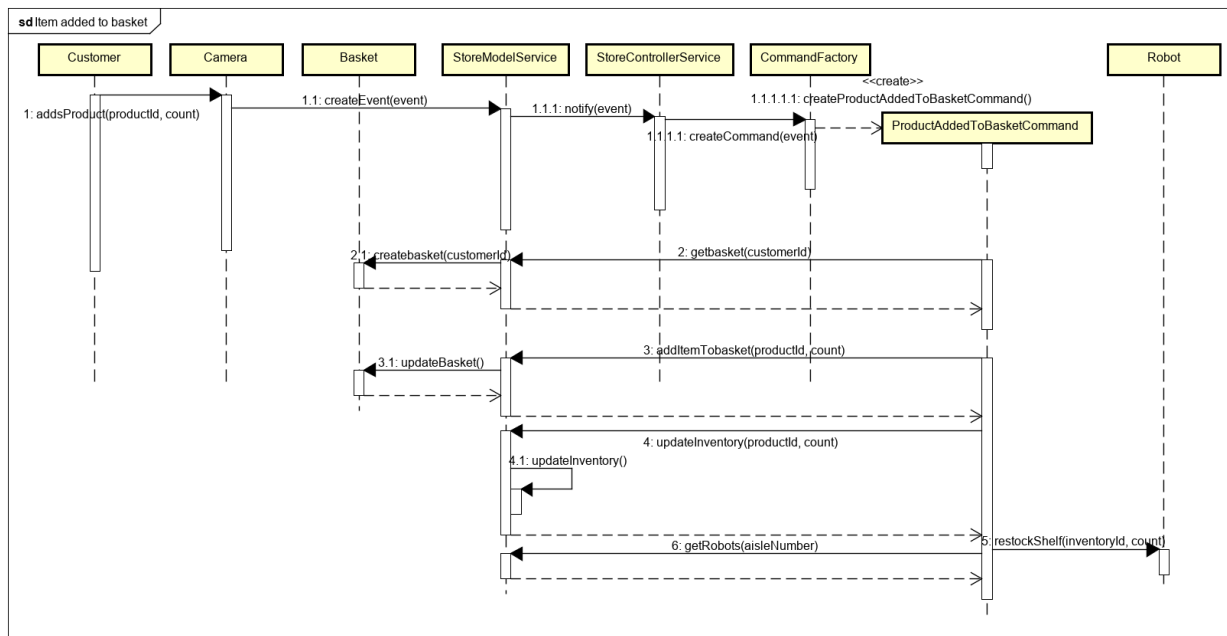 sd Item added to basket
Customer
Camera
Basket
StoreModelService
StoreControllerService
CommandFactory
Robot
<<create>>
1.1.1.1.1: createProductAddedToBasketCommand()
ProductAddedToBasketCommand
1: addsProduct(productId, count)
1.1: createEvent(event)
1.1.1: notify(event)
1.1.1.1: createCommand(event)
2.1: createbasket(customerId)
2: getbasket(customerId)
3: addItemTobasket(productId, count)
3.1: updateBasket()
4: updateInventory(productId, count)
4.1: updateInventory()
6: getRobots(aisleNumber)
5: restockShelf(inventoryId, count)